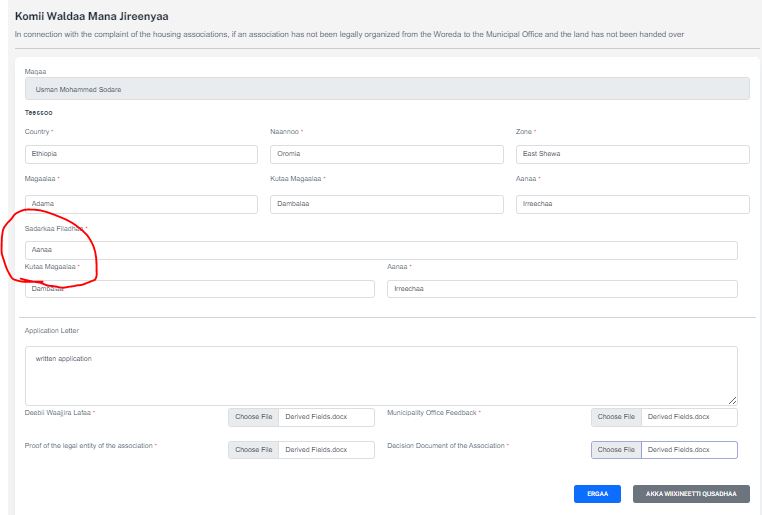 Komii Waldaa Mana Jireenyaa
In connection with the complaint of the housing associations, if an association has not been legally organized from the Woreda to the Municipal Office and the land has not been handed over
Maqaa
Usman Mohammed Sodare
Teessoo
Country * Naannoo * Zone *
Ethiopia Oromia East Shewa
Magaalaa * Kutaa Magaalaa * Aanaa *
Adama Dambalaa Irreechaa
Sadarkaa Filadhaa *
Aanaa
Kutaa Magaalaa * Aanaa *
Dambalaa Irreechaa
Application Letter
written application
Deebii Waajjira Lafaa * Choose File Derived Fields.docx Municipality Office Feedback * Choose File Derived Fields.docx
Proof of the legal entity of the association * Choose File Derived Fields.docx Decision Document of the Association * Choose File Derived Fields.docx
ERGAA AKKA WIIXINEETTI QUSADHAA